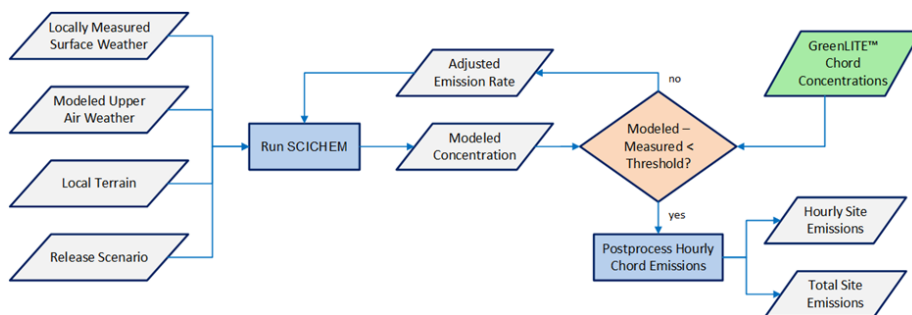 Locally Measured
Surface Weather
Modeled Upper
Air Weather
Local Terrain
Release Scenario
Run SCICHEM
Adjusted
Emission Rate
Modeled
Concentration
no
Modeled –
Measured <
Threshold?
yes
GreenLITE™
Chord
Concentrations
Postprocess Hourly
Chord Emissions
Hourly Site
Emissions
Total Site
Emissions